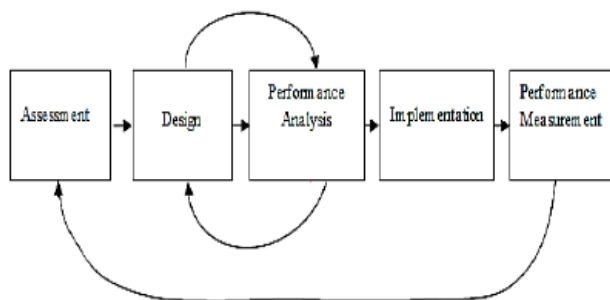 Assessment
Design
Performance
Analysis
Implementation
Performance
Measurement